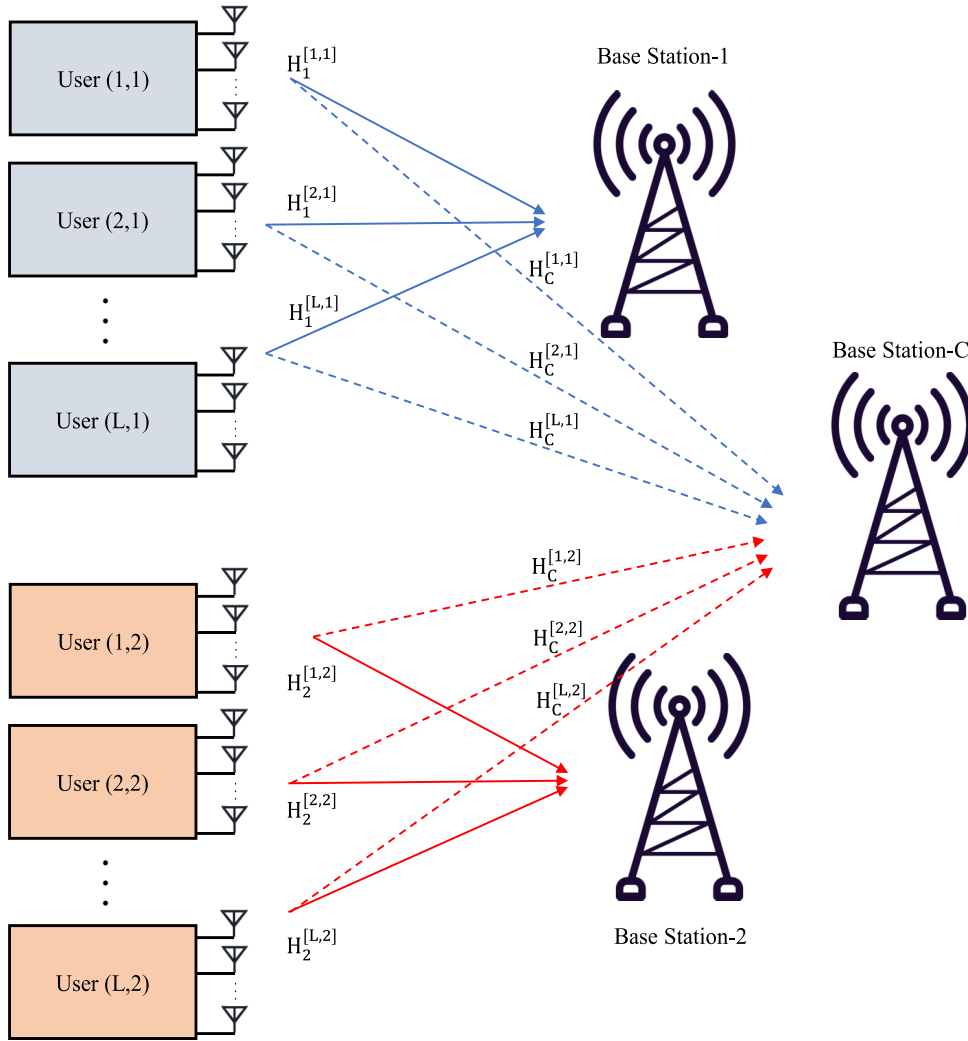 User (1,1)
H_1^[1,1]
Base Station-1
User (2,1)
H_1^[2,1]
H_C^[1,1]
H_1^[L,1]
Base Station-C
H_C^[2,1]
User (L,1)
H_C^[L,1]
H_C^[1,2]
User (1,2)
H_C^[2,2]
H_2^[1,2]
H_C^[L,2]
User (2,2)
H_2^[2,2]
Base Station-2
H_2^[L,2]
User (L,2)